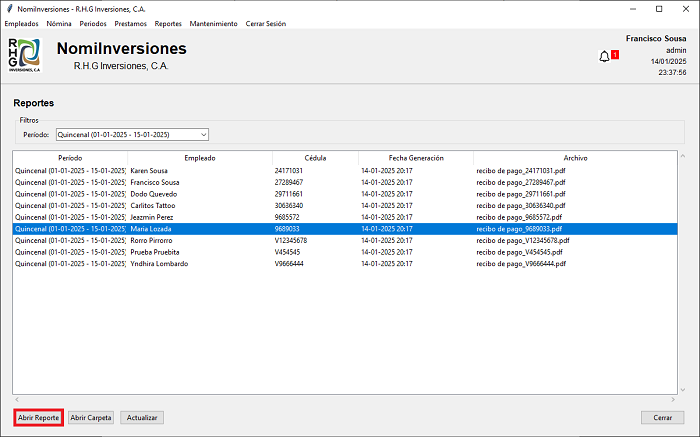 NomiInversiones - R.H.G Inversiones, C.A.
Empleados Nómina Periodos Prestamos Reportes Mantenimiento Cerrar Sesión
R
H
G
INVERSIONES, C.A
NomiInversiones
R.H.G Inversiones, C.A.
1
Francisco Sousa
admin
14/01/2025
23:37:56
Reportes
Filtros
Período: Quincenal (01-01-2025 - 15-01-2025)
Período Empleado Cédula Fecha Generación Archivo
Quincenal (01-01-2025 - 15-01-2025) Karen Sousa 24171031 14-01-2025 20:17 recibo de pago_24171031.pdf
Quincenal (01-01-2025 - 15-01-2025) Francisco Sousa 27289467 14-01-2025 20:17 recibo de pago_27289467.pdf
Quincenal (01-01-2025 - 15-01-2025) Dodo Quevedo 29711661 14-01-2025 20:17 recibo de pago_29711661.pdf
Quincenal (01-01-2025 - 15-01-2025) Carlitos Tattoo 30636340 14-01-2025 20:17 recibo de pago_30636340.pdf
Quincenal (01-01-2025 - 15-01-2025) Jeazmin Perez 9685572 14-01-2025 20:17 recibo de pago_9685572.pdf
Quincenal (01-01-2025 - 15-01-2025) Maria Lozada 9689033 14-01-2025 20:17 recibo de pago_9689033.pdf
Quincenal (01-01-2025 - 15-01-2025) Rorro Pirrorro V12345678 14-01-2025 20:17 recibo de pago_V12345678.pdf
Quincenal (01-01-2025 - 15-01-2025) Prueba Pruebita V454545 14-01-2025 20:17 recibo de pago_V454545.pdf
Quincenal (01-01-2025 - 15-01-2025) Yndhira Lombardo V9666444 14-01-2025 20:17 recibo de pago_V9666444.pdf
Abrir Reporte Abrir Carpeta Actualizar Cerrar